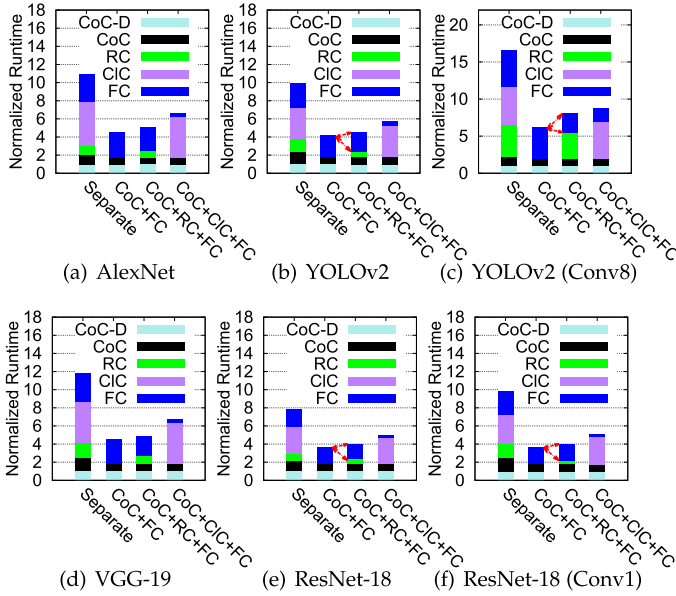 Normalized Runtime
18
16
14
12
10
8
6
4
2
0
CoC-D
CoC
RC
ClC
FC
Separate
CoC+FC
CoC+RC+FC
CoC+ClC+FC
(a) AlexNet
Normalized Runtime
18
16
14
12
10
8
6
4
2
0
CoC-D
CoC
RC
ClC
FC
Separate
CoC+FC
CoC+RC+FC
CoC+ClC+FC
(b) YOLOv2
Normalized Runtime
20
15
10
5
0
CoC-D
CoC
RC
ClC
FC
Separate
CoC+FC
CoC+RC+FC
CoC+ClC+FC
(c) YOLOv2 (Conv8)
Normalized Runtime
18
16
14
12
10
8
6
4
2
0
CoC-D
CoC
RC
ClC
FC
Separate
CoC+FC
CoC+RC+FC
CoC+ClC+FC
(d) VGG-19
Normalized Runtime
18
16
14
12
10
8
6
4
2
0
CoC-D
CoC
RC
ClC
FC
Separate
CoC+FC
CoC+RC+FC
CoC+ClC+FC
(e) ResNet-18
Normalized Runtime
18
16
14
12
10
8
6
4
2
0
CoC-D
CoC
RC
ClC
FC
Separate
CoC+FC
CoC+RC+FC
CoC+ClC+FC
(f) ResNet-18 (Conv1)